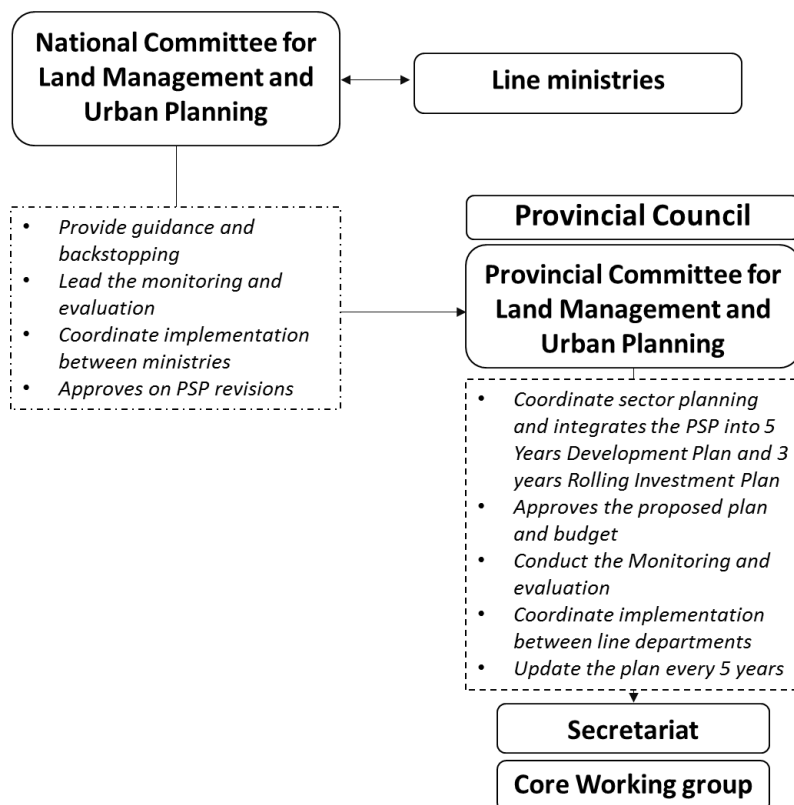 National Committee for
Land Management and
Urban Planning
Line ministries
• Provide guidance and
backstopping
• Lead the monitoring and
evaluation
• Coordinate implementation
between ministries
• Approves on PSP revisions
Provincial Council
Provincial Committee for
Land Management and
Urban Planning
• Coordinate sector planning
and integrates the PSP into 5
Years Development Plan and 3
years Rolling Investment Plan
• Approves the proposed plan
and budget
• Conduct the Monitoring and
evaluation
• Coordinate implementation
between line departments
• Update the plan every 5 years
Secretariat
Core Working group